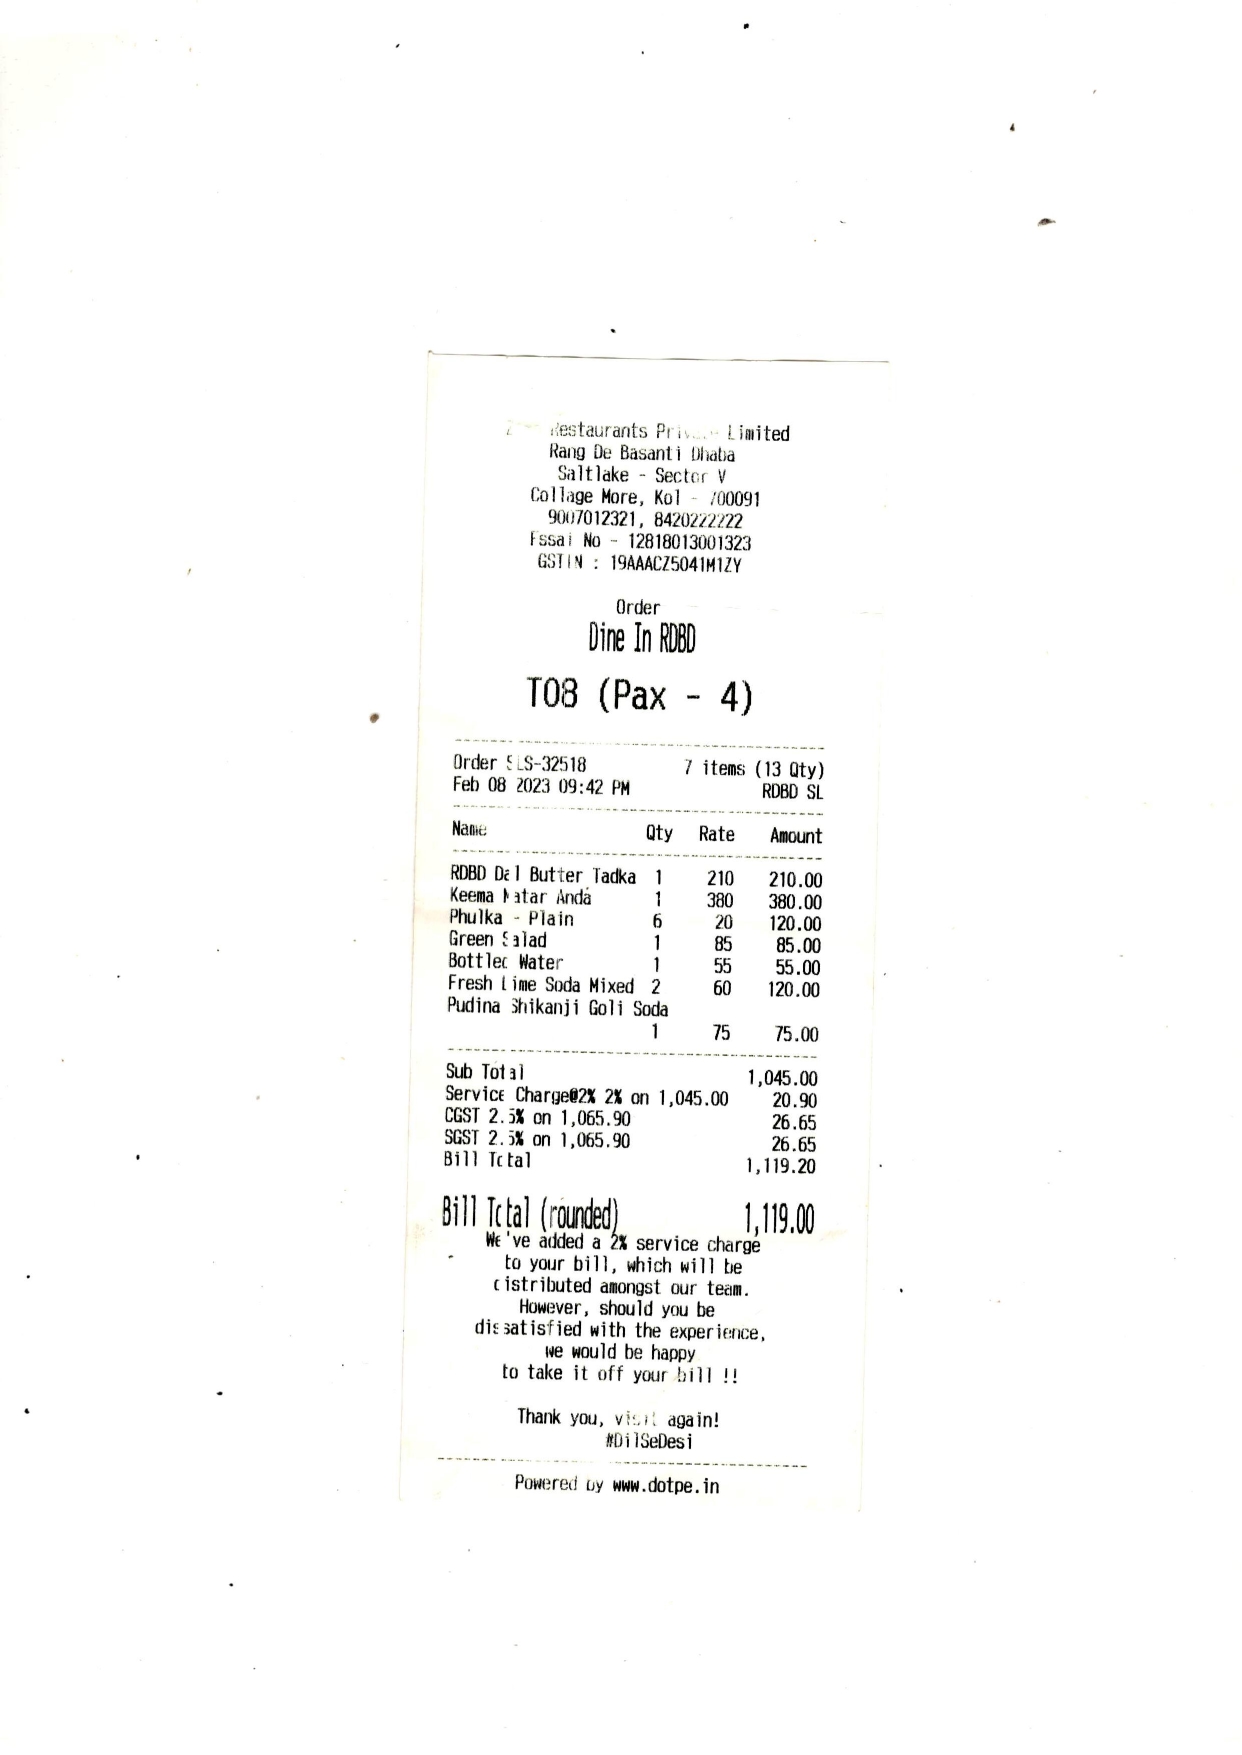 Restaurants Limited
Rang De Basanti Dhaba
Saltlake - Sector V
Collage More, Kol - 700091
9007012321, 8420222222
Fssai No - 12818013001323
GSTIN : 19AAACZ5041M1ZY
Order
Dine In RDBD
T08 (Pax - 4)
Order SLS-32518 7 items (13 Qty)
Feb 08 2023 09:42 PM RDBD SL
Name Qty Rate Amount
RDBD Dal Butter Tadka 1 210 210.00
Keema Matar Anda 1 380 380.00
Phulka - Plain 6 20 120.00
Green Salad 1 85 85.00
Bottled Water 1 55 55.00
Fresh Lime Soda Mixed 2 60 120.00
Pudina Shikanji Goli Soda
1 75 75.00
Sub Total 1,045.00
Service Charge@2% 2% on 1,045.00 20.90
CGST 2.5% on 1,065.90 26.65
SGST 2.5% on 1,065.90 26.65
Bill Total 1,119.20
Bill Total (rounded) 1,119.00
We've added a 2% service charge
to your bill, which will be
distributed amongst our team.
However, should you be
dissatisfied with the experience,
we would be happy
to take it off your bill !!
Thank you, visit again!
#DilSeDesi
Powered by www.dotpe.in